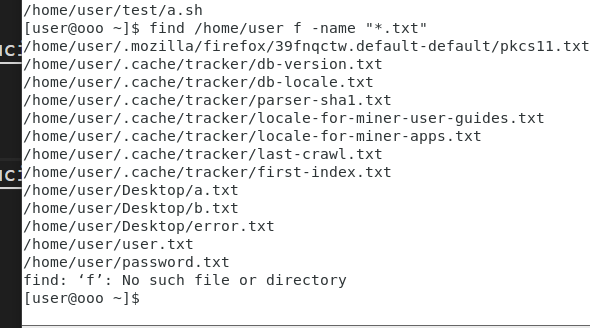 /home/user/test/a.sh
[user@ooo ~]$ find /home/user f -name "*.txt"
/home/user/.mozilla/firefox/39fnqctw.default-default/pkcs11.txt
/home/user/.cache/tracker/db-version.txt
/home/user/.cache/tracker/db-locale.txt
/home/user/.cache/tracker/parser-sha1.txt
/home/user/.cache/tracker/locale-for-miner-user-guides.txt
/home/user/.cache/tracker/locale-for-miner-apps.txt
/home/user/.cache/tracker/last-crawl.txt
/home/user/.cache/tracker/first-index.txt
/home/user/Desktop/a.txt
/home/user/Desktop/b.txt
/home/user/Desktop/error.txt
/home/user/user.txt
/home/user/password.txt
find: ‘f’: No such file or directory
[user@ooo ~]$